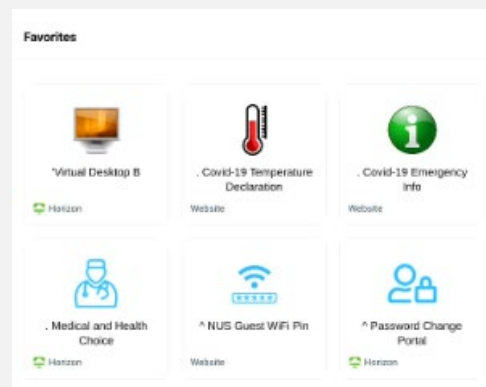 Favorites
'Virtual Desktop B
. Covid-19 Temperature
Declaration
. Covid-19 Emergency
Info
Horizon
Website
Website
. Medical and Health
Choice
^ NUS Guest WiFi Pin
^ Password Change
Portal
Horizon
Website
Horizon